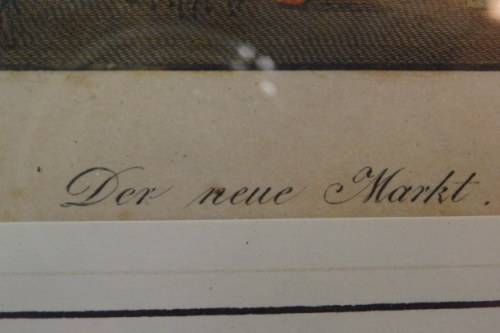 Der neue Markt.